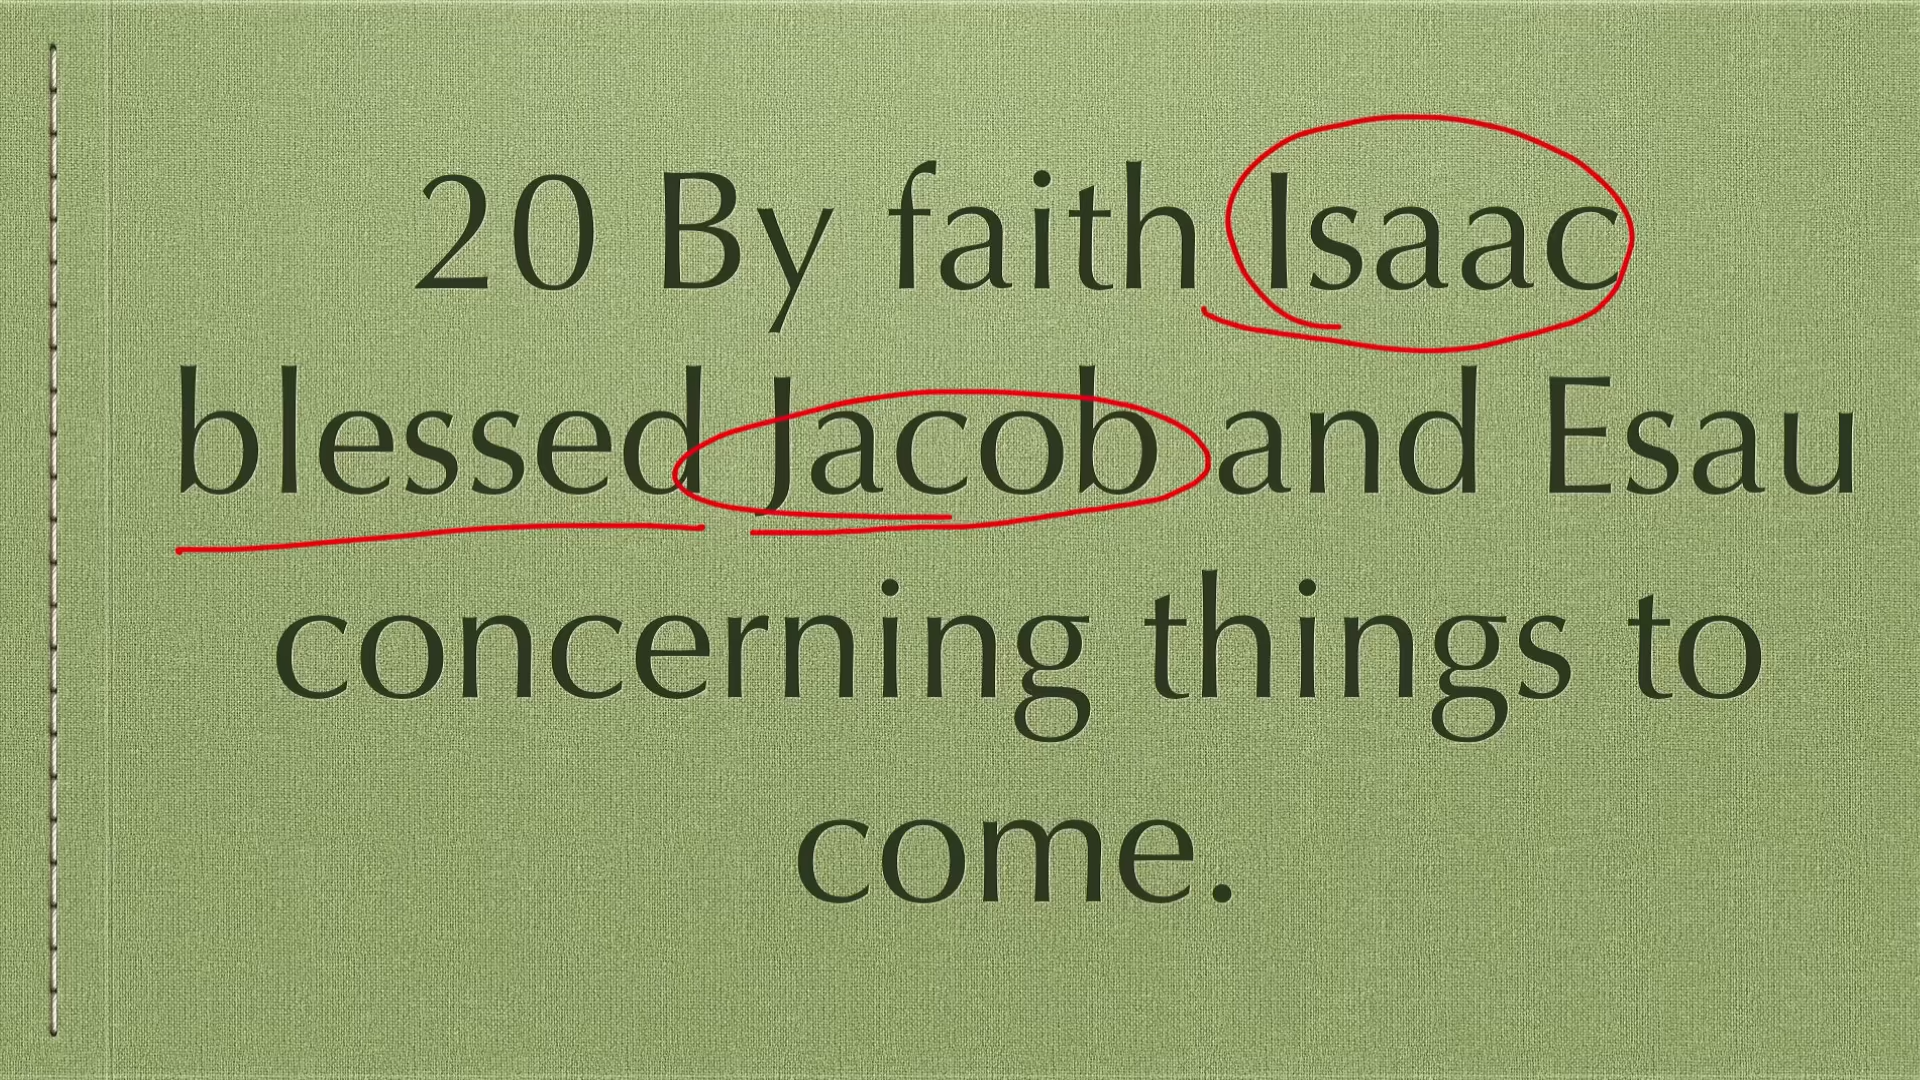 20 By faith Isaac
blessed Jacob and Esau
concerning things to
come.